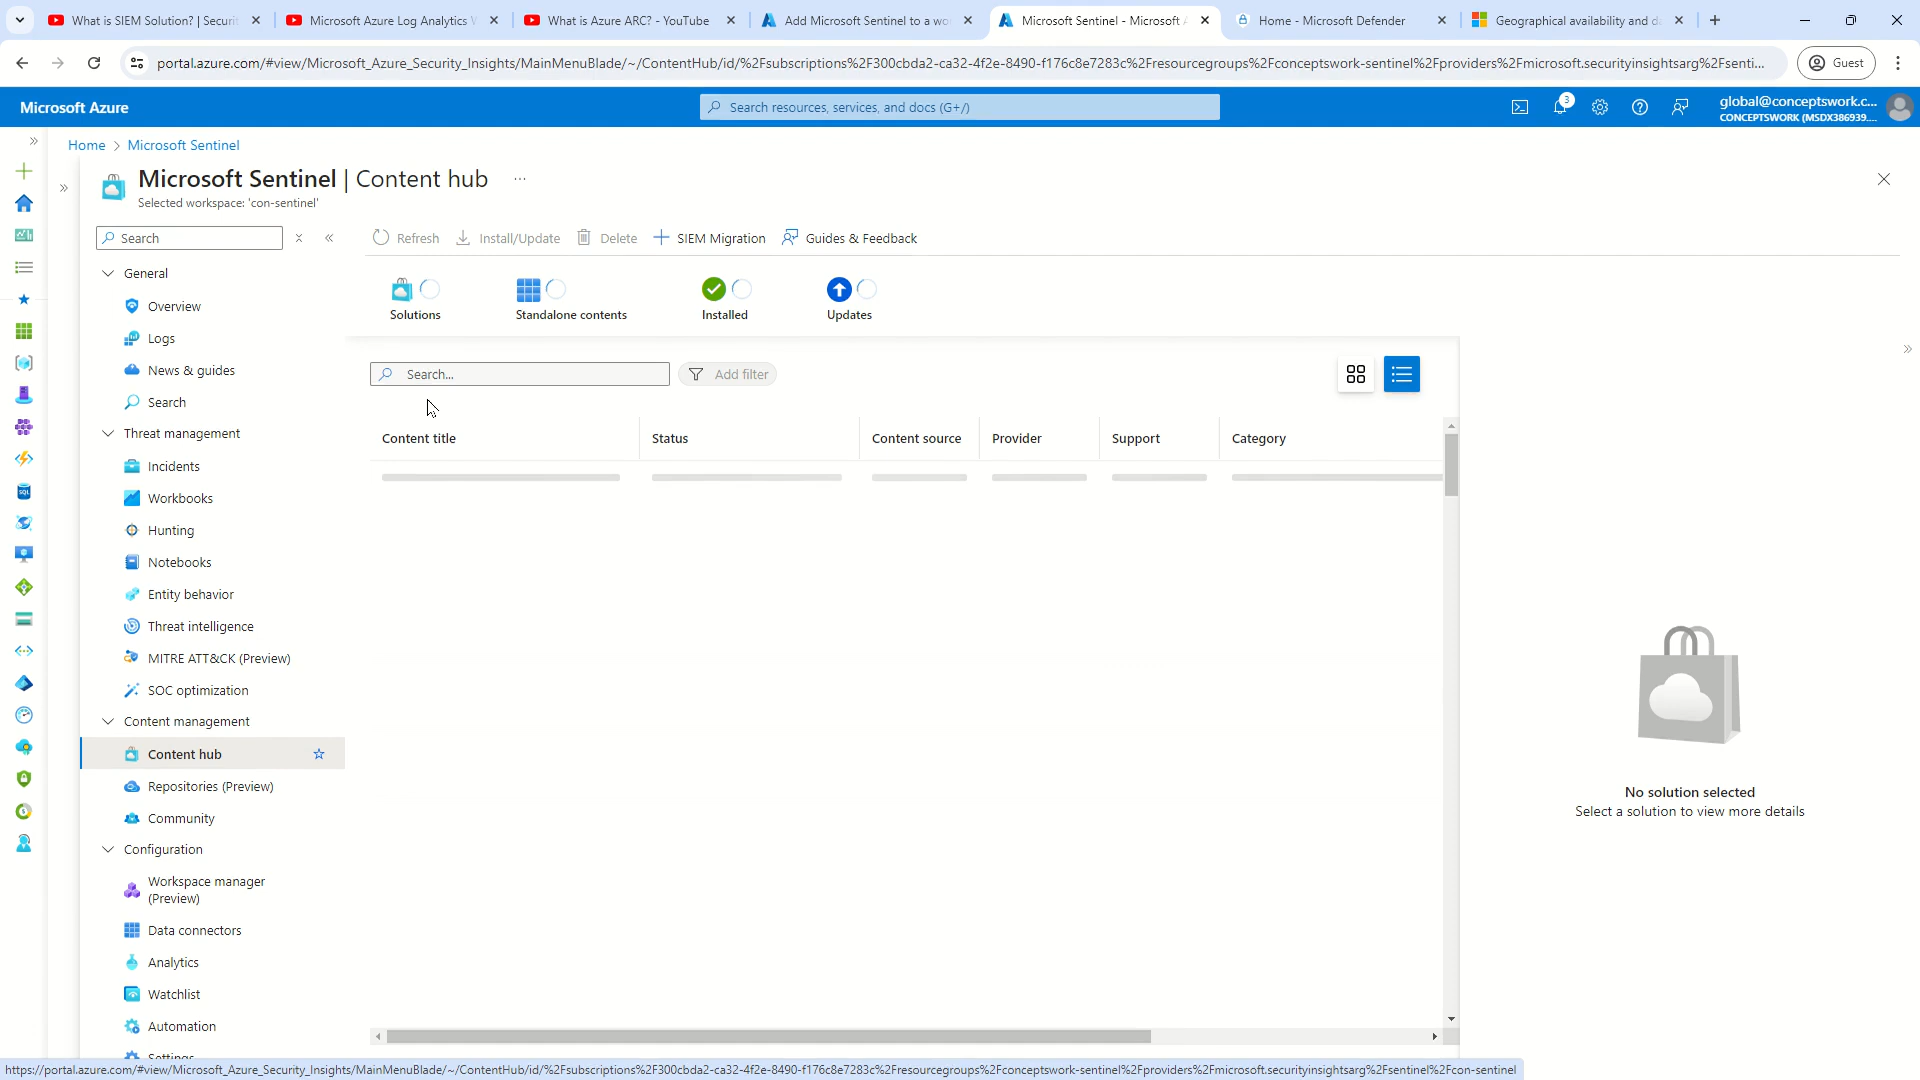 What is SIEM Solution? | Securi
Microsoft Azure Log Analytics
What is Azure ARC? - YouTube
Add Microsoft Sentinel to a wo
Microsoft Sentinel - Microsoft
Home - Microsoft Defender
Geographical availability and d
portal.azure.com/#view/Microsoft_Azure_Security_Insights/MainMenuBlade/~/ContentHub/id/%2Fsubscriptions%2F300cbda2-ca32-4f2e-8490-f176c8e7283c%2Fresourcegroups%2Fconceptswork-sentinel%2Fproviders%2Fmicrosoft.securityinsightsarg%2Fsenti...
Guest
Microsoft Azure
Search resources, services, and docs (G+/)
3
global@conceptswork.c...
CONCEPTSWORK (MSDX386939....
Home > Microsoft Sentinel
Microsoft Sentinel | Content hub ...
Selected workspace: 'con-sentinel'
Search
Refresh
Install/Update
Delete
SIEM Migration
Guides & Feedback
General
Overview
Logs
News & guides
Search
Threat management
Incidents
Workbooks
Hunting
Notebooks
Entity behavior
Threat intelligence
MITRE ATT&CK (Preview)
SOC optimization
Content management
Content hub
Repositories (Preview)
Community
Configuration
Workspace manager
(Preview)
Data connectors
Analytics
Watchlist
Automation
Settings
Solutions
Standalone contents
Installed
Updates
Search...
Add filter
Content title
Status
Content source
Provider
Support
Category
SQL
No solution selected
Select a solution to view more details
https://portal.azure.com/#view/Microsoft_Azure_Security_Insights/MainMenuBlade/~/ContentHub/id/%2Fsubscriptions%2F300cbda2-ca32-4f2e-8490-f176c8e7283c%2Fresourcegroups%2Fconceptswork-sentinel%2Fproviders%2Fmicrosoft.securityinsightsarg%2Fsentinel%2Fcon-sentinel